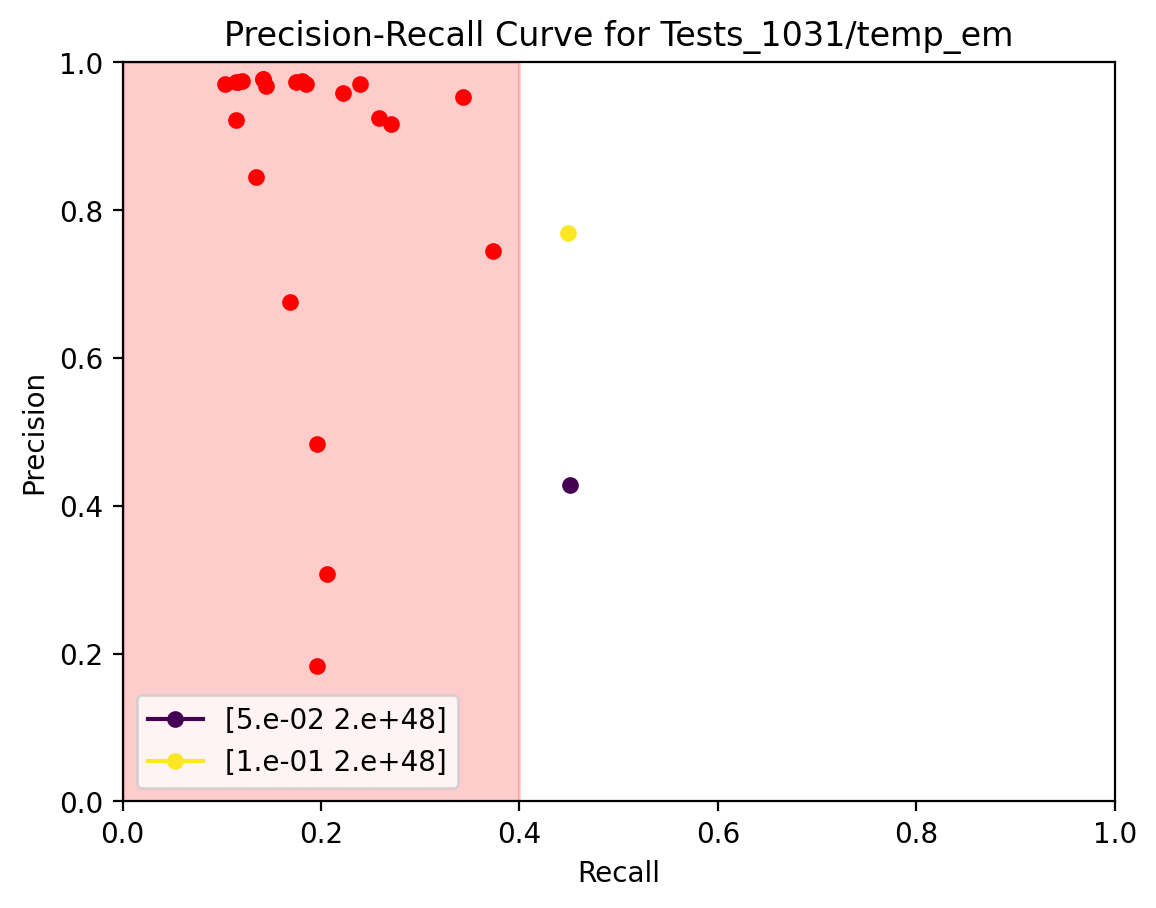 Precision-Recall Curve for Tests_1031/temp_em
1.0
0.8
0.6
0.4
0.2
0.0
Precision
[5.e-02 2.e+48]
[1.e-01 2.e+48]
0.0 0.2 0.4 0.6 0.8 1.0
Recall